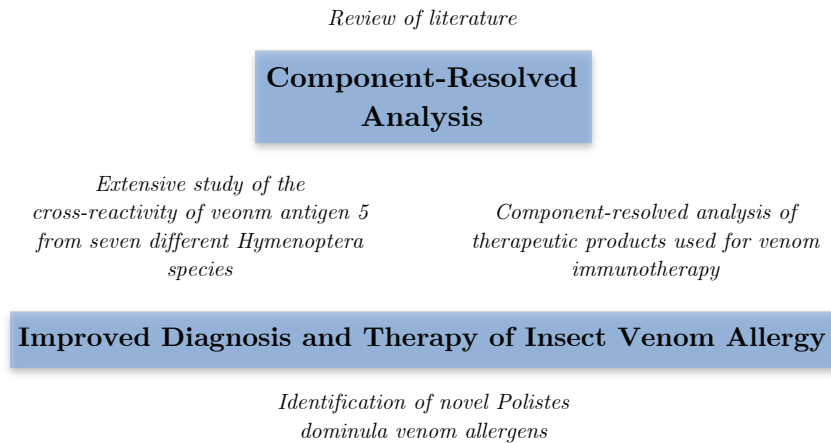 Review of literature
Component-Resolved
Analysis
Extensive study of the
cross-reactivity of veonm antigen 5
from seven different Hymenoptera
species
Component-resolved analysis of
therapeutic products used for venom
immunotherapy
Improved Diagnosis and Therapy of Insect Venom Allergy
Identification of novel Polistes
dominula venom allergens